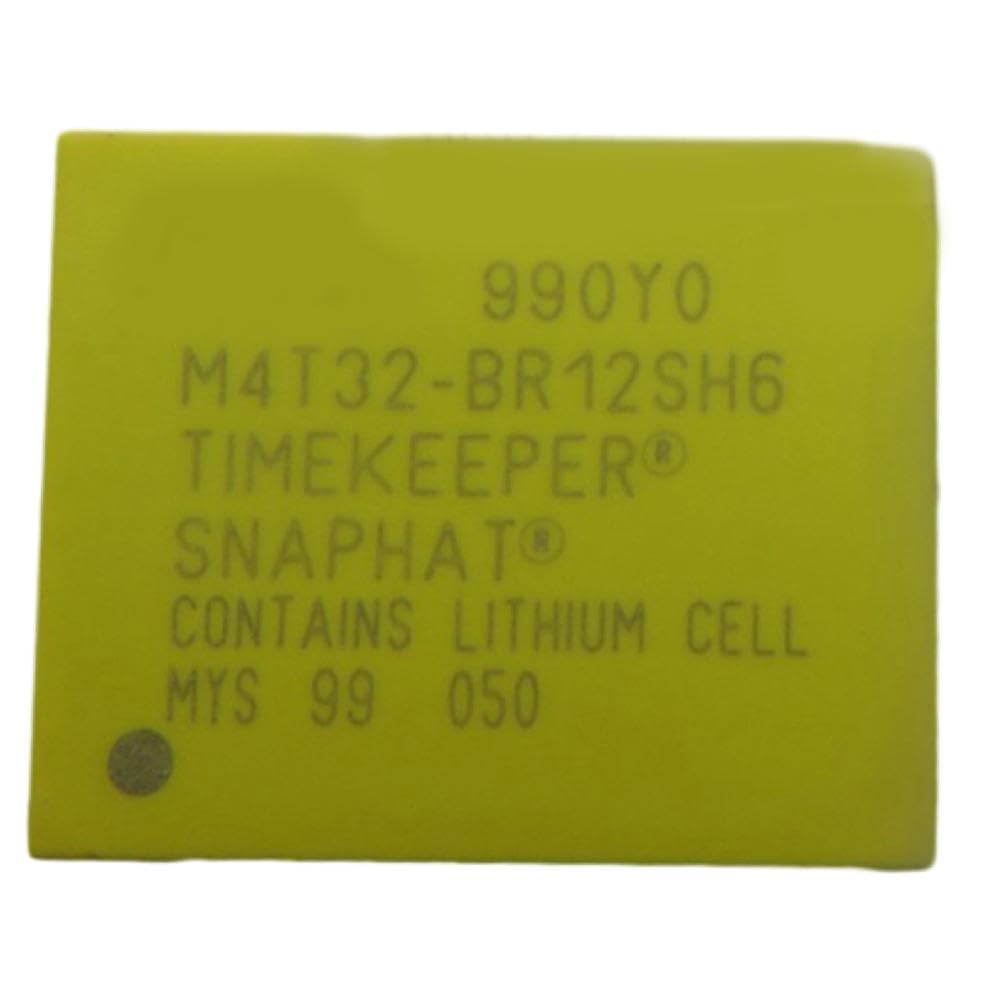 990Y0
M4T32-BR12SH6
TIMEKEEPER®
SNAPHAT®
CONTAINS LITHIUM CELL
MYS 99 050